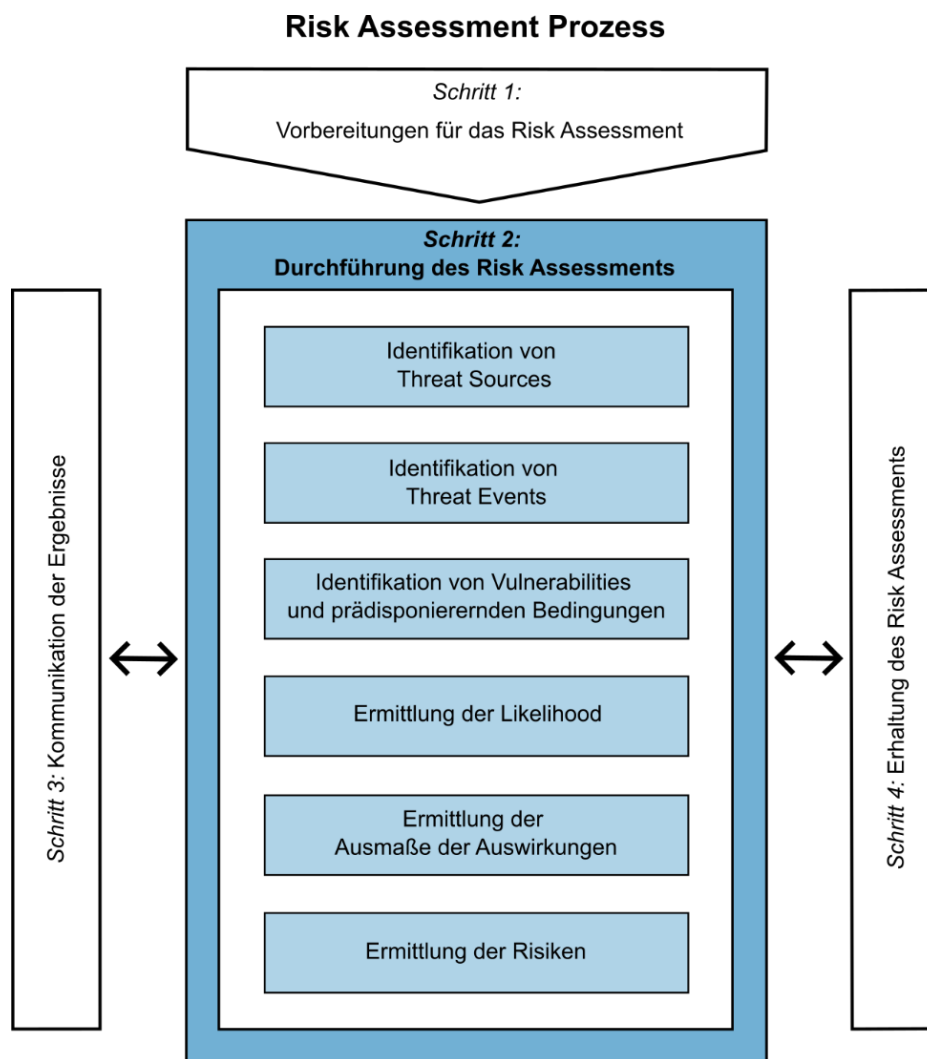 Risk Assessment Prozess
Schritt 1:
Vorbereitungen für das Risk Assessment
Schritt 2:
Durchführung des Risk Assessments
Identifikation von
Threat Sources
Identifikation von
Threat Events
Identifikation von Vulnerabilities
und prädisponierernden Bedingungen
Ermittlung der Likelihood
Ermittlung der
Ausmaße der Auswirkungen
Ermittlung der Risiken
Schritt 3: Kommunikation der Ergebnisse
Schritt 4: Erhaltung des Risk Assessments